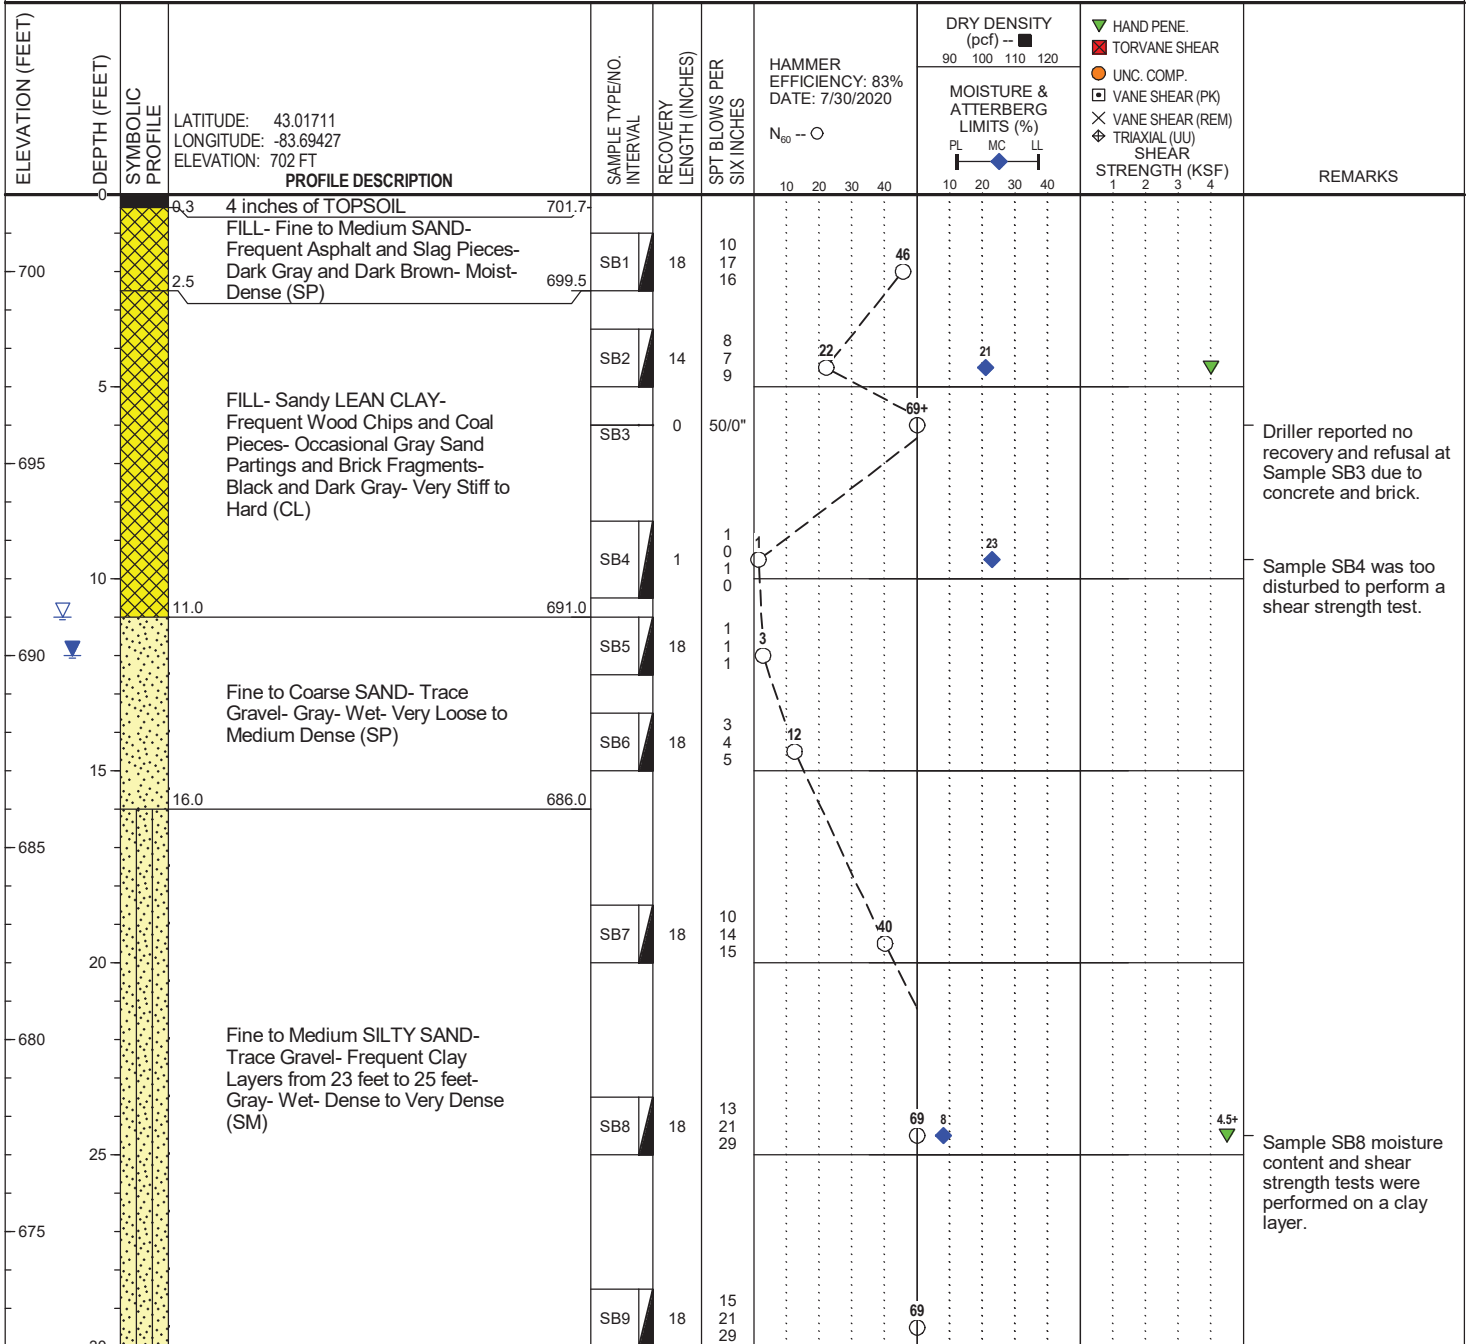 ELEVATION (FEET)
DEPTH (FEET)
SYMBOLIC
PROFILE
LATITUDE: 43.01711
LONGITUDE: -83.69427
ELEVATION: 702 FT
PROFILE DESCRIPTION
SAMPLE TYPE/NO.
INTERVAL
RECOVERY
LENGTH (INCHES)
SPT BLOWS PER
SIX INCHES
HAMMER
EFFICIENCY: 83%
DATE: 7/30/2020
N60 --
10 20 30 40
DRY DENSITY
(pcf) --
90 100 110 120
MOISTURE &
ATTERBERG
LIMITS (%)
PL MC LL
10 20 30 40
HAND PENE.
TORVANE SHEAR
UNC. COMP.
VANE SHEAR (PK)
VANE SHEAR (REM)
TRIAXIAL (UU)
SHEAR
STRENGTH (KSF)
1 2 3 4
REMARKS
0
0.3 4 inches of TOPSOIL 701.7
FILL- Fine to Medium SAND-
Frequent Asphalt and Slag Pieces-
Dark Gray and Dark Brown- Moist-
Dense (SP)
2.5 699.5
700
SB1 18
10
17
16
46
SB2 14
8
7
9
22
21
5
FILL- Sandy LEAN CLAY-
Frequent Wood Chips and Coal
Pieces- Occasional Gray Sand
Partings and Brick Fragments-
Black and Dark Gray- Very Stiff to
Hard (CL)
SB3 0 50/0"
69+
Driller reported no
recovery and refusal at
Sample SB3 due to
concrete and brick.
695
SB4 1
1
0
1
0
1
23
Sample SB4 was too
disturbed to perform a
shear strength test.
10
11.0 691.0
690
SB5 18
1
1
1
3
Fine to Coarse SAND- Trace
Gravel- Gray- Wet- Very Loose to
Medium Dense (SP)
SB6 18
3
4
5
12
15
16.0 686.0
685
SB7 18
10
14
15
40
20
680
Fine to Medium SILTY SAND-
Trace Gravel- Frequent Clay
Layers from 23 feet to 25 feet-
Gray- Wet- Dense to Very Dense
(SM)
SB8 18
13
21
29
69
8
4.5+
Sample SB8 moisture
content and shear
strength tests were
performed on a clay
layer.
25
675
SB9 18
15
21
29
69
30